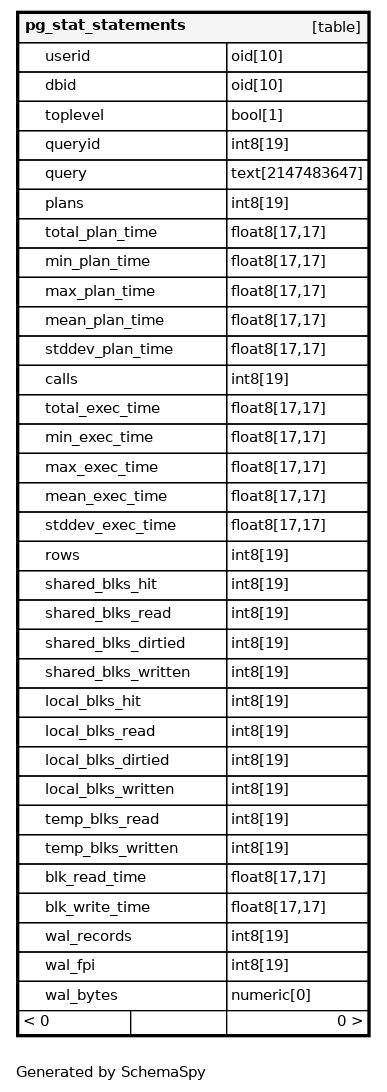 pg_stat_statements [table]
userid oid[10]
dbid oid[10]
toplevel bool[1]
queryid int8[19]
query text[2147483647]
plans int8[19]
total_plan_time float8[17,17]
min_plan_time float8[17,17]
max_plan_time float8[17,17]
mean_plan_time float8[17,17]
stddev_plan_time float8[17,17]
calls int8[19]
total_exec_time float8[17,17]
min_exec_time float8[17,17]
max_exec_time float8[17,17]
mean_exec_time float8[17,17]
stddev_exec_time float8[17,17]
rows int8[19]
shared_blks_hit int8[19]
shared_blks_read int8[19]
shared_blks_dirtied int8[19]
shared_blks_written int8[19]
local_blks_hit int8[19]
local_blks_read int8[19]
local_blks_dirtied int8[19]
local_blks_written int8[19]
temp_blks_read int8[19]
temp_blks_written int8[19]
blk_read_time float8[17,17]
blk_write_time float8[17,17]
wal_records int8[19]
wal_fpi int8[19]
wal_bytes numeric[0]
< 0 0 >
Generated by SchemaSpy